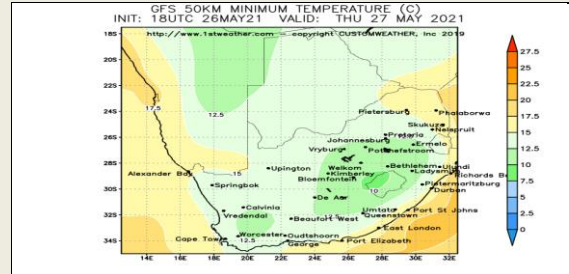 GFS 50KM MINIMUM TEMPERATURE (C)
INIT: 18UTC 26MAY21 VALID: THU 27 MAY 2021
http://www.1stweather.com - copyright CUSTOMWEATHER, Inc 2019
18S
20S
22S
24S
26S
28S
30S
32S
34S
14E 16E 18E 20E 22E 24E 26E 28E 30E 32E
17.5
12.5
15
10
12.5
12.5
Pietersburg
Phalaborwa
Skukuza
Nelspruit
Pretoria
Johannesburg
Ermelo
Vryburg
Potchefstroom
Welkom
Bethlehem
Ulundi
Kimberley
Ladysmith
Bloemfontein
Richards B
Upington
Alexander Bay
Springbok
Pietermaritzburg
Durban
De Aar
Calvinia
Vredendal
Umtata
Port St Johns
Queenstown
Beaufort West
East London
Worcester
Oudtshoorn
Cape Town
George
Port Elizabeth
27.5
25
22.5
20
17.5
15
12.5
10
7.5
5
2.5
0